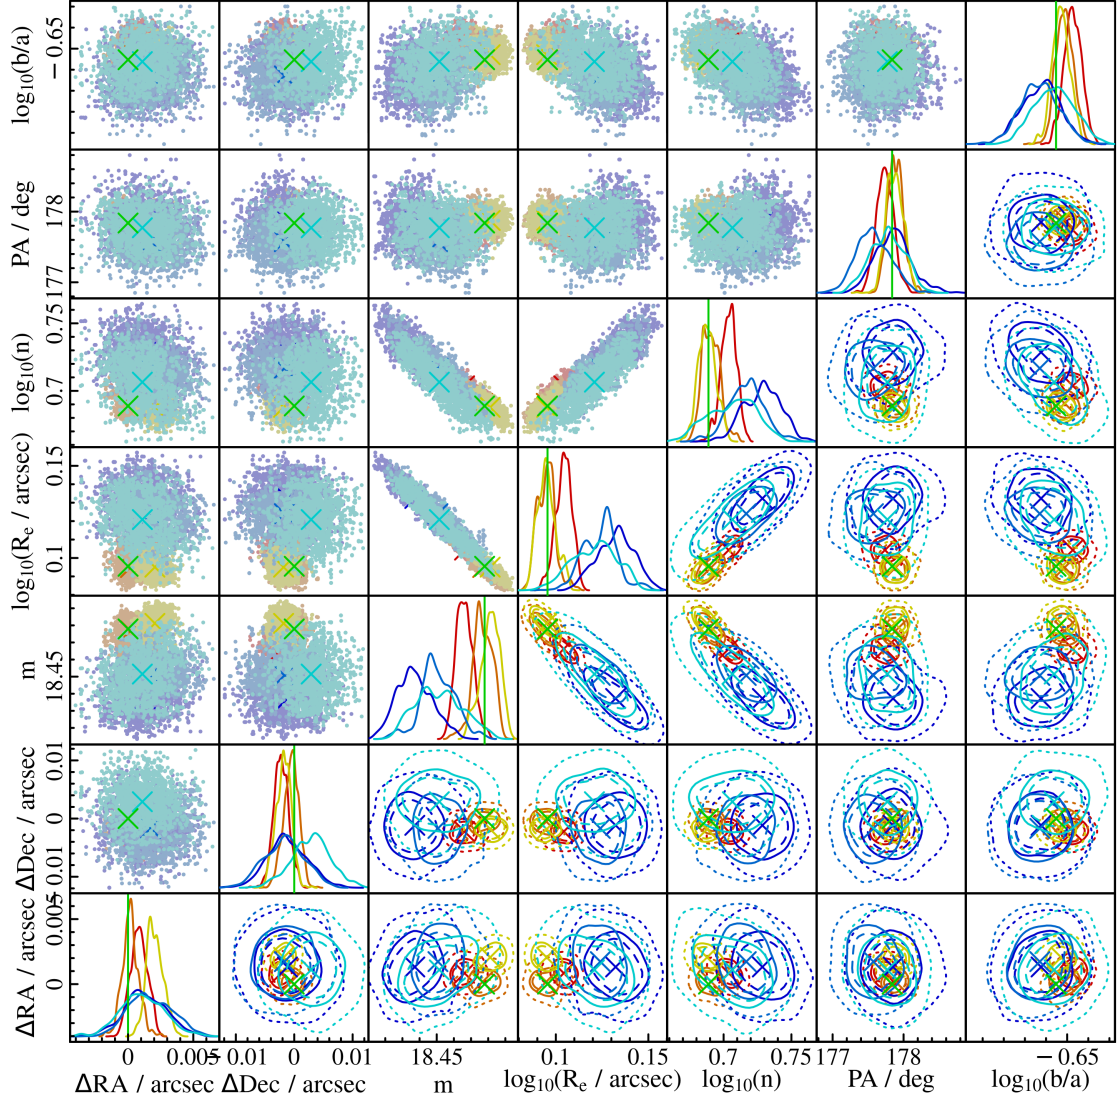 log₁₀(b/a)
−0.65
PA / deg
178
177
log₁₀(n)
0.75
0.7
log₁₀(Rₑ / arcsec)
0.15
0.1
m
18.45
ΔDec / arcsec
0.01
0
−0.01
ΔRA / arcsec
0.005
0
0 0.005 −0.01 0 0.01 18.45 0.1 0.15 0.7 0.75 177 178 −0.65
ΔRA / arcsec ΔDec / arcsec m log₁₀(Rₑ / arcsec) log₁₀(n) PA / deg log₁₀(b/a)